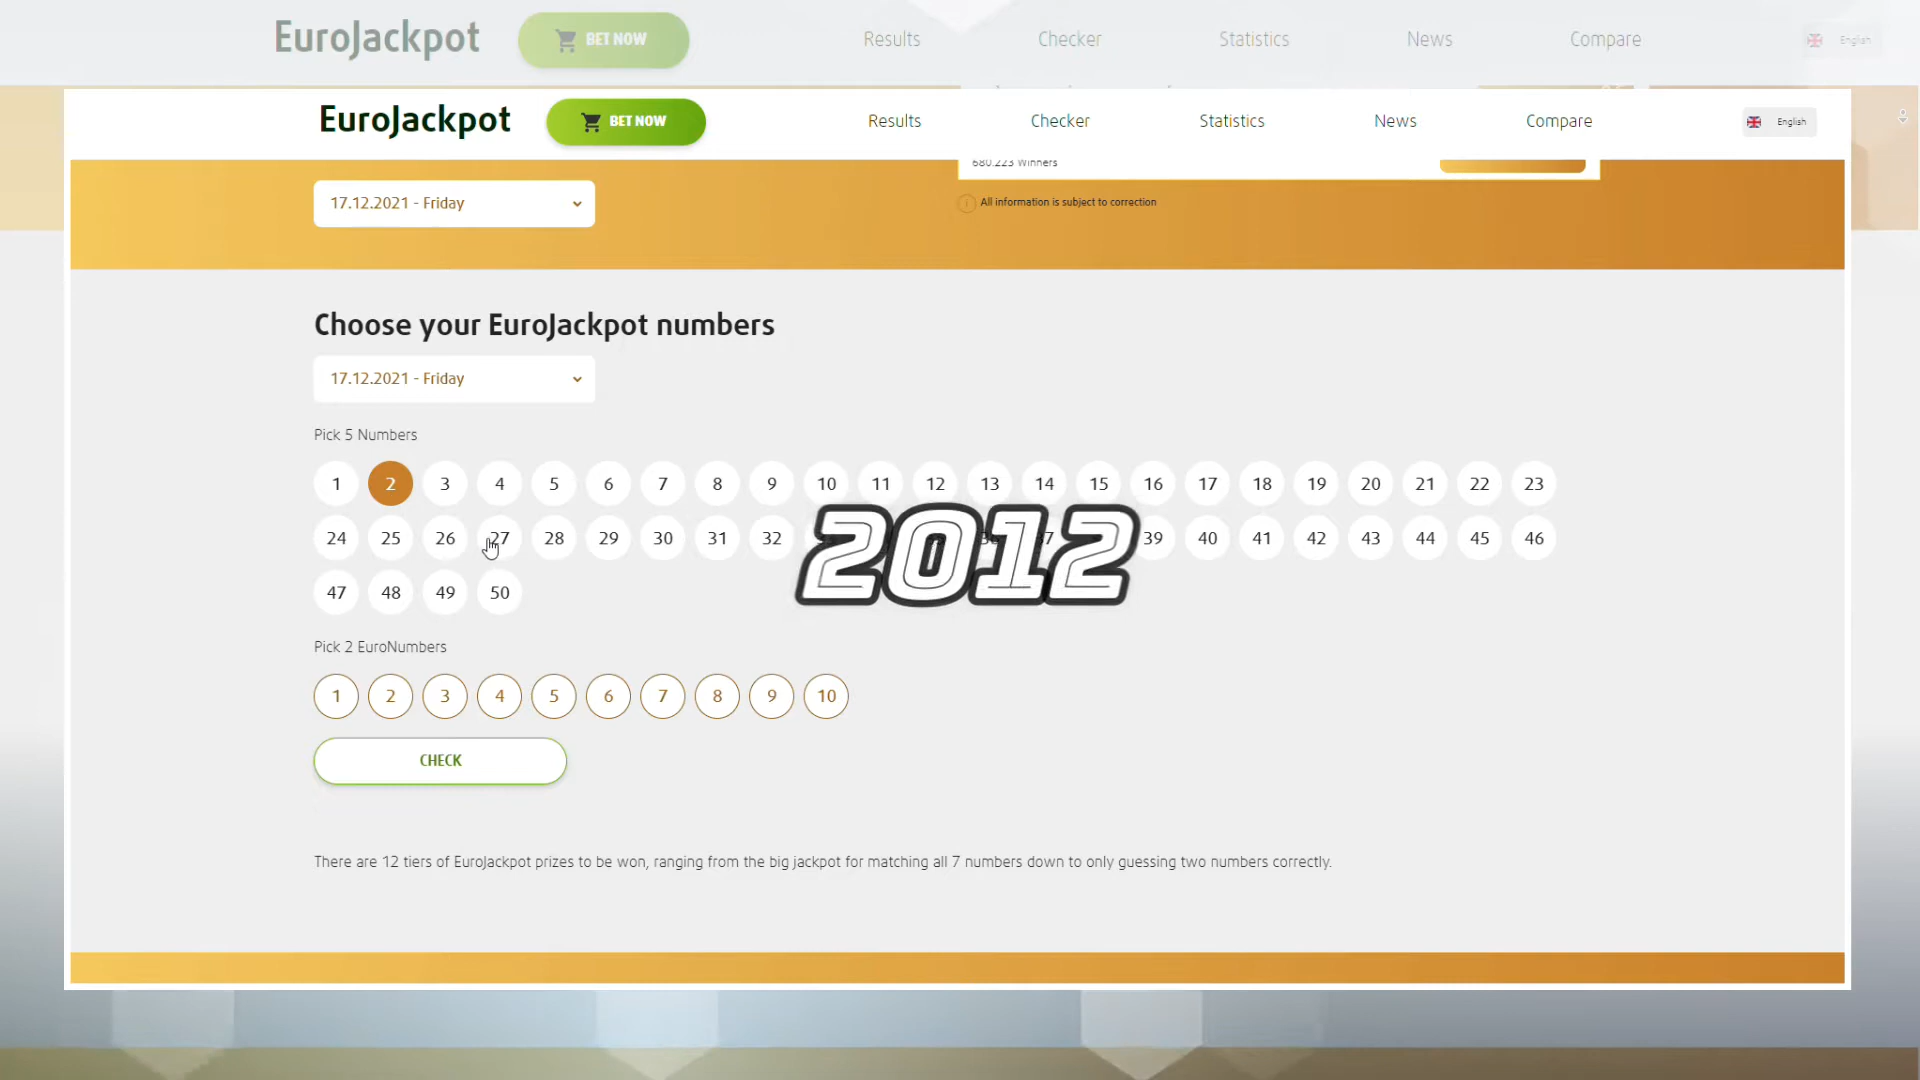 EuroJackpot BET NOW Results Checker Statistics News Compare English
EuroJackpot BET NOW Results Checker Statistics News Compare English
680.223 Winners
17.12.2021 - Friday
All information is subject to correction
Choose your EuroJackpot numbers
17.12.2021 - Friday
Pick 5 Numbers
1 2 3 4 5 6 7 8 9 10 11 12 13 14 15 16 17 18 19 20 21 22 23
24 25 26 27 28 29 30 31 32 39 40 41 42 43 44 45 46
2012
47 48 49 50
Pick 2 EuroNumbers
1 2 3 4 5 6 7 8 9 10
CHECK
There are 12 tiers of EuroJackpot prizes to be won, ranging from the big jackpot for matching all 7 numbers down to only guessing two numbers correctly.